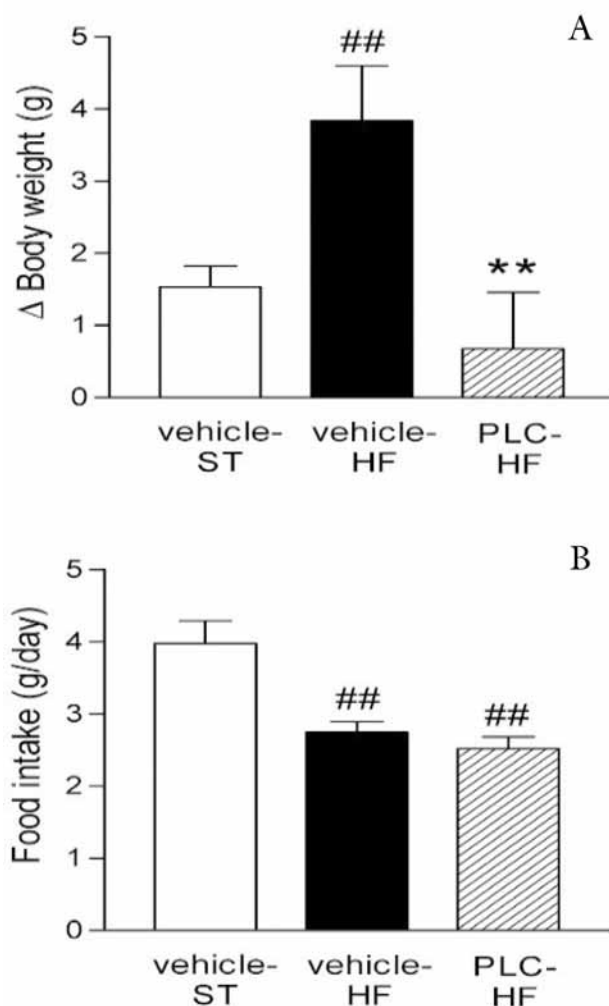 A
Δ Body weight (g)
5
4
3
2
1
0
##
**
vehicle-
ST
vehicle-
HF
PLC-
HF
B
Food intake (g/day)
5
4
3
2
1
0
##
##
vehicle-
ST
vehicle-
HF
PLC-
HF